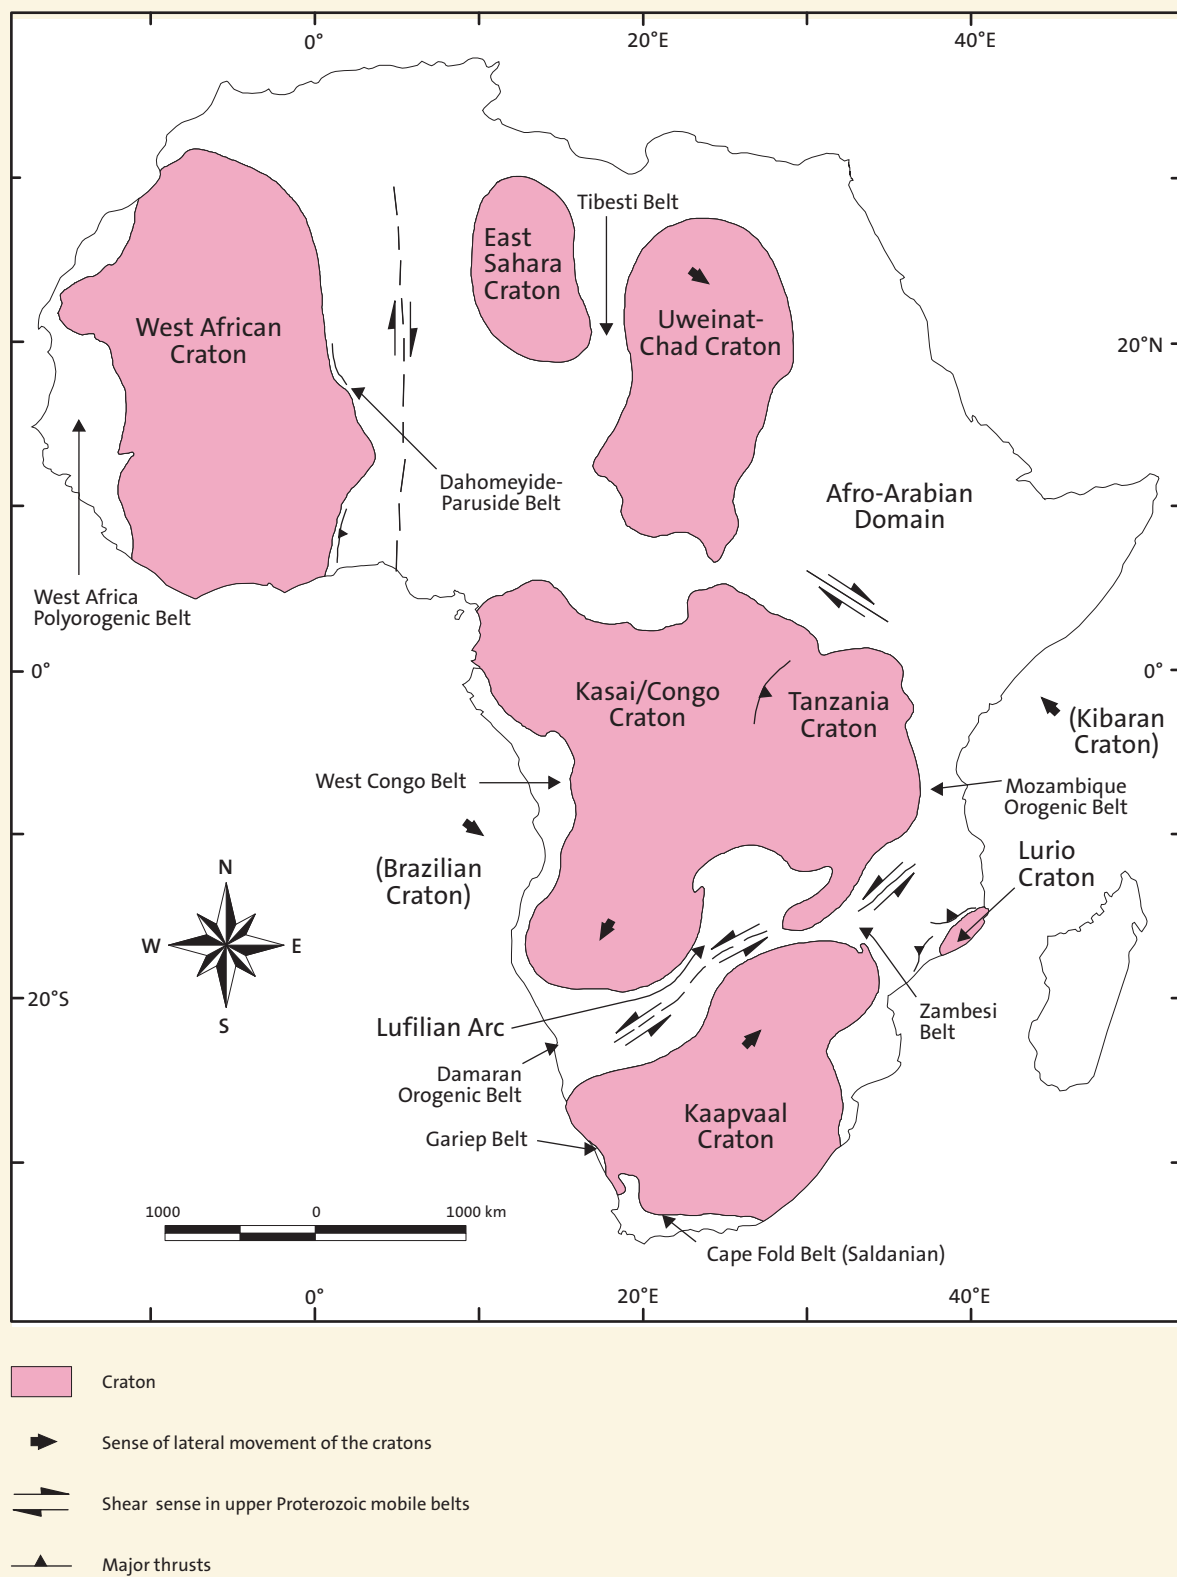 0°
20°E
40°E
Tibesti Belt
East
Sahara
Craton
West African
Craton
Uweinat-
Chad Craton
20°N
Dahomeyide-
Paruside Belt
Afro-Arabian
Domain
West Africa
Polyorogenic Belt
0°
0°
Kasai/Congo
Craton
Tanzania
Craton
(Kibaran
Craton)
West Congo Belt
Mozambique
Orogenic Belt
(Brazilian
Craton)
Lurio
Craton
N
W
E
S
20°S
Lufilian Arc
Zambesi
Belt
Damaran
Orogenic Belt
Kaapvaal
Craton
Gariep Belt
1000
0
1000 km
Cape Fold Belt (Saldanian)
0°
20°E
40°E
Craton
Sense of lateral movement of the cratons
Shear sense in upper Proterozoic mobile belts
Major thrusts